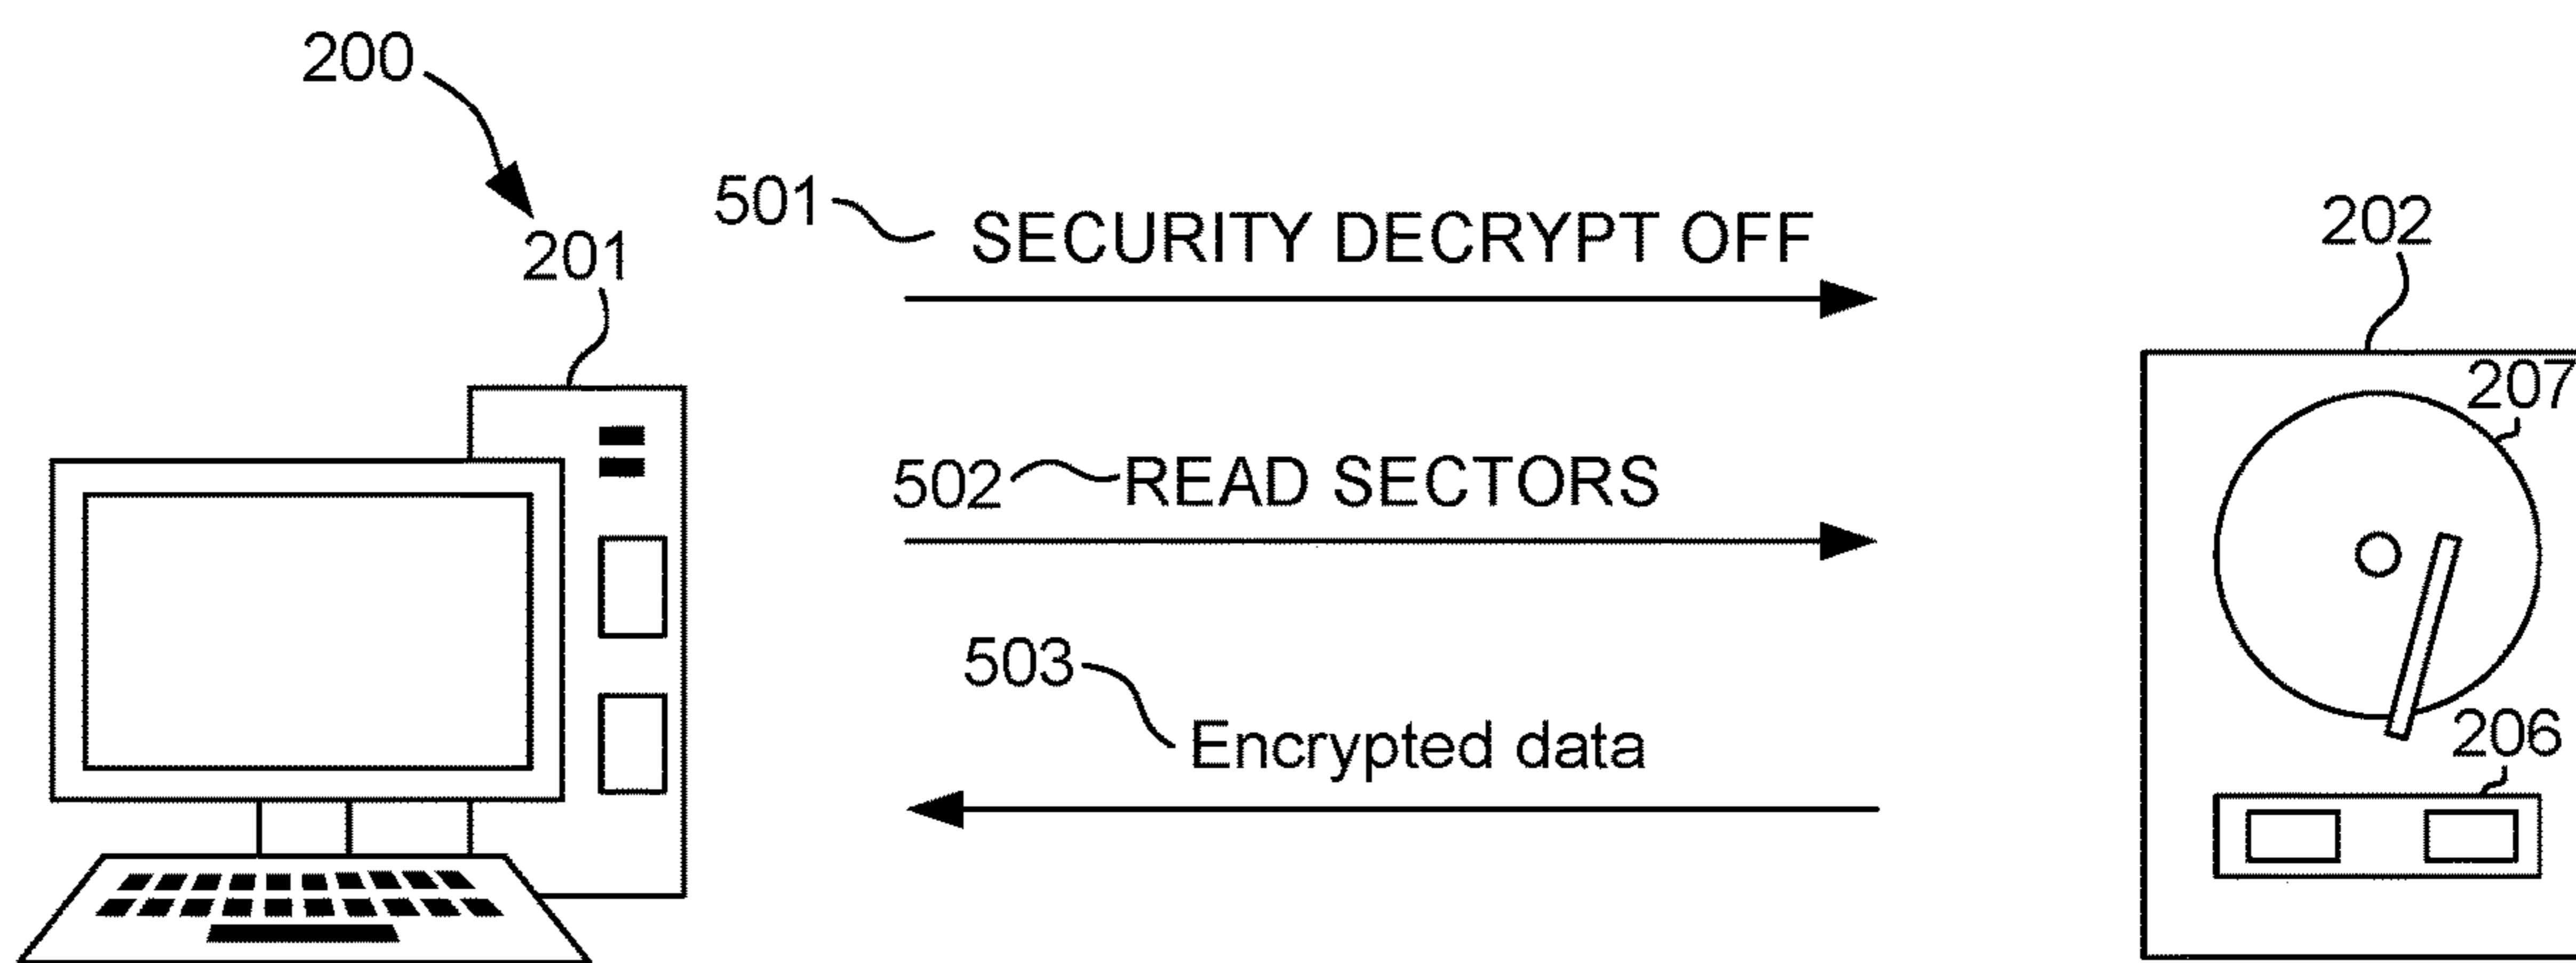 200
201
501 SECURITY DECRYPT OFF
202
207
502 READ SECTORS
503
Encrypted data
206